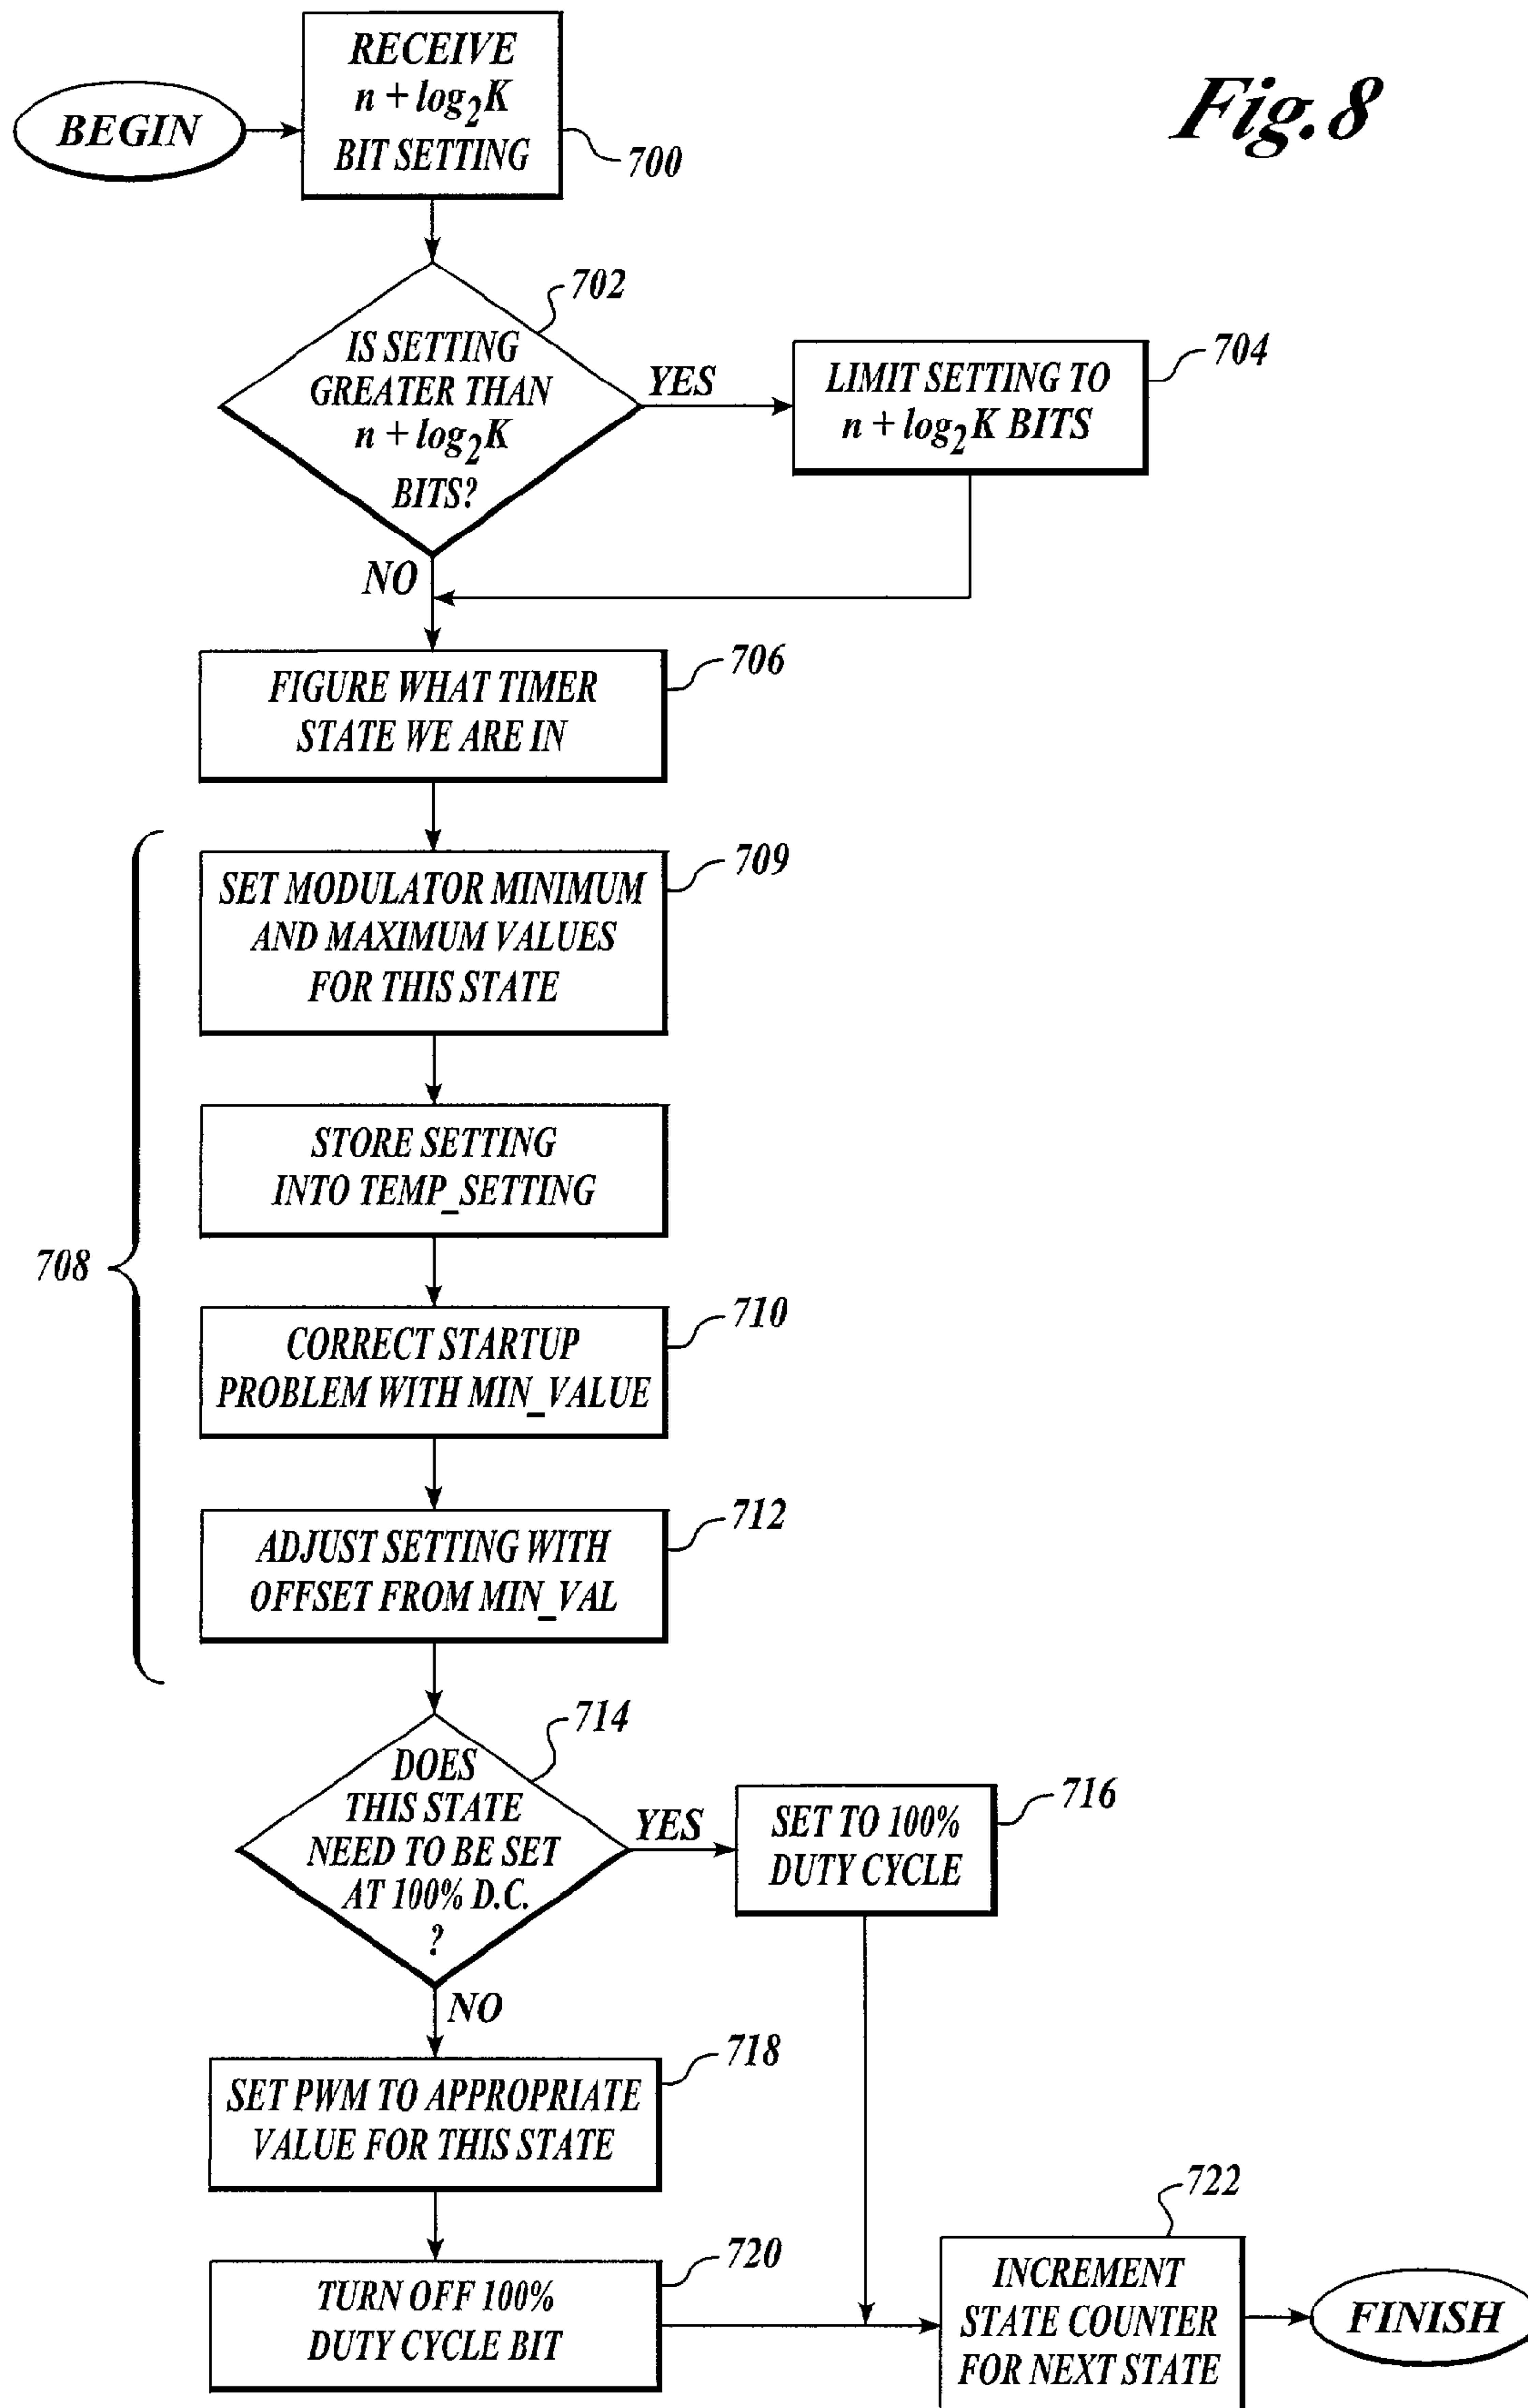 Fig.8
BEGIN
RECEIVE
n + log2K
BIT SETTING
700
702
IS SETTING
GREATER THAN
n + log2K
BITS?
YES
LIMIT SETTING TO
n + log2K BITS
704
NO
706
FIGURE WHAT TIMER
STATE WE ARE IN
708
709
SET MODULATOR MINIMUM
AND MAXIMUM VALUES
FOR THIS STATE
STORE SETTING
INTO TEMP_SETTING
710
CORRECT STARTUP
PROBLEM WITH MIN_VALUE
712
ADJUST SETTING WITH
OFFSET FROM MIN_VAL
714
DOES
THIS STATE
NEED TO BE SET
AT 100% D.C.
?
YES
716
SET TO 100%
DUTY CYCLE
NO
718
SET PWM TO APPROPRIATE
VALUE FOR THIS STATE
720
TURN OFF 100%
DUTY CYCLE BIT
722
INCREMENT
STATE COUNTER
FOR NEXT STATE
FINISH